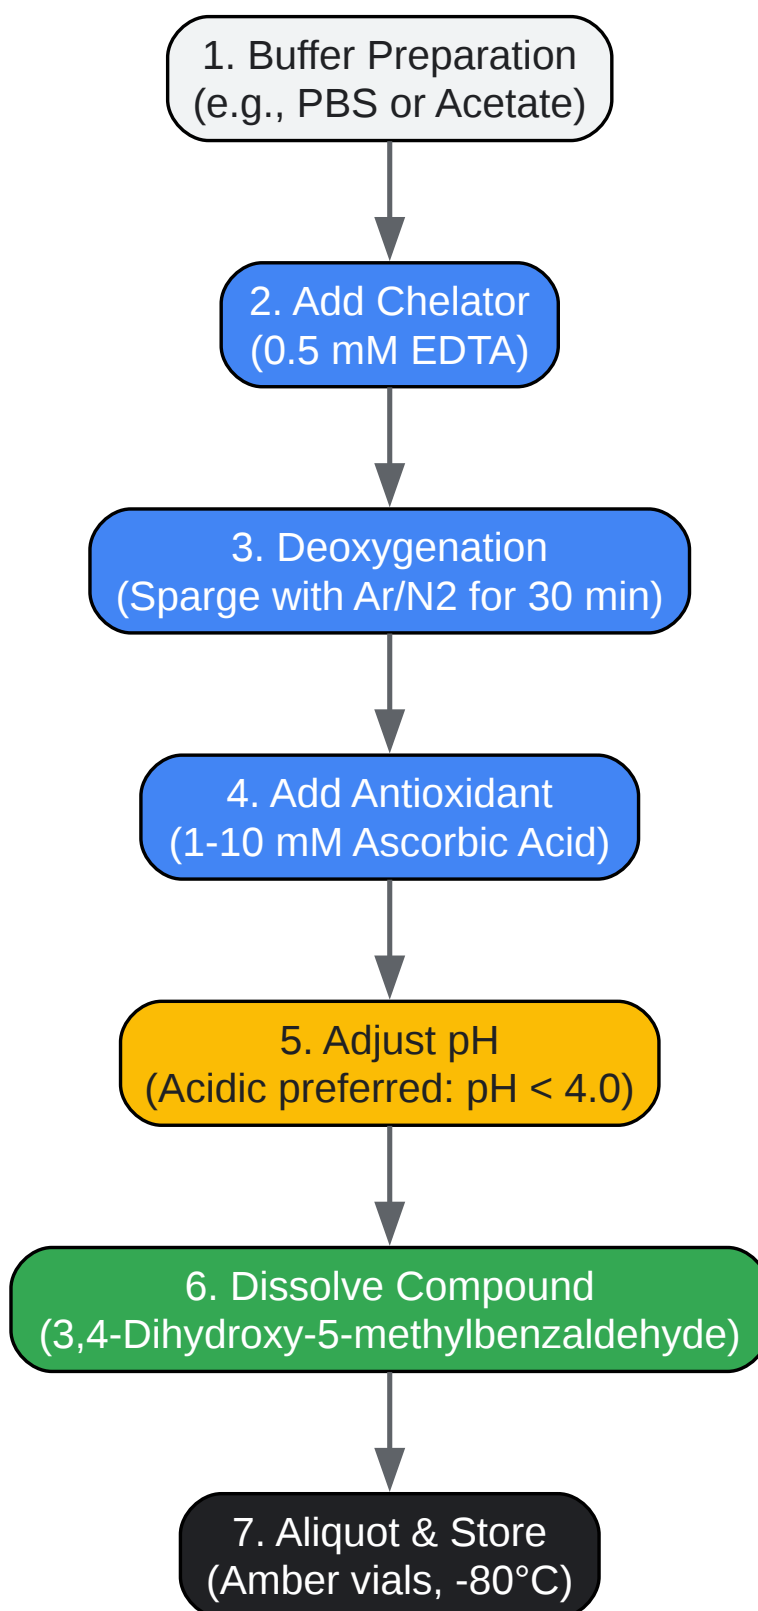 1. Buffer Preparation
(e.g., PBS or Acetate)
2. Add Chelator
(0.5 mM EDTA)
3. Deoxygenation
(Sparge with Ar/N2 for 30 min)
4. Add Antioxidant
(1-10 mM Ascorbic Acid)
5. Adjust pH
(Acidic preferred: pH < 4.0)
6. Dissolve Compound
(3,4-Dihydroxy-5-methylbenzaldehyde)
7. Aliquot & Store
(Amber vials, -80°C)